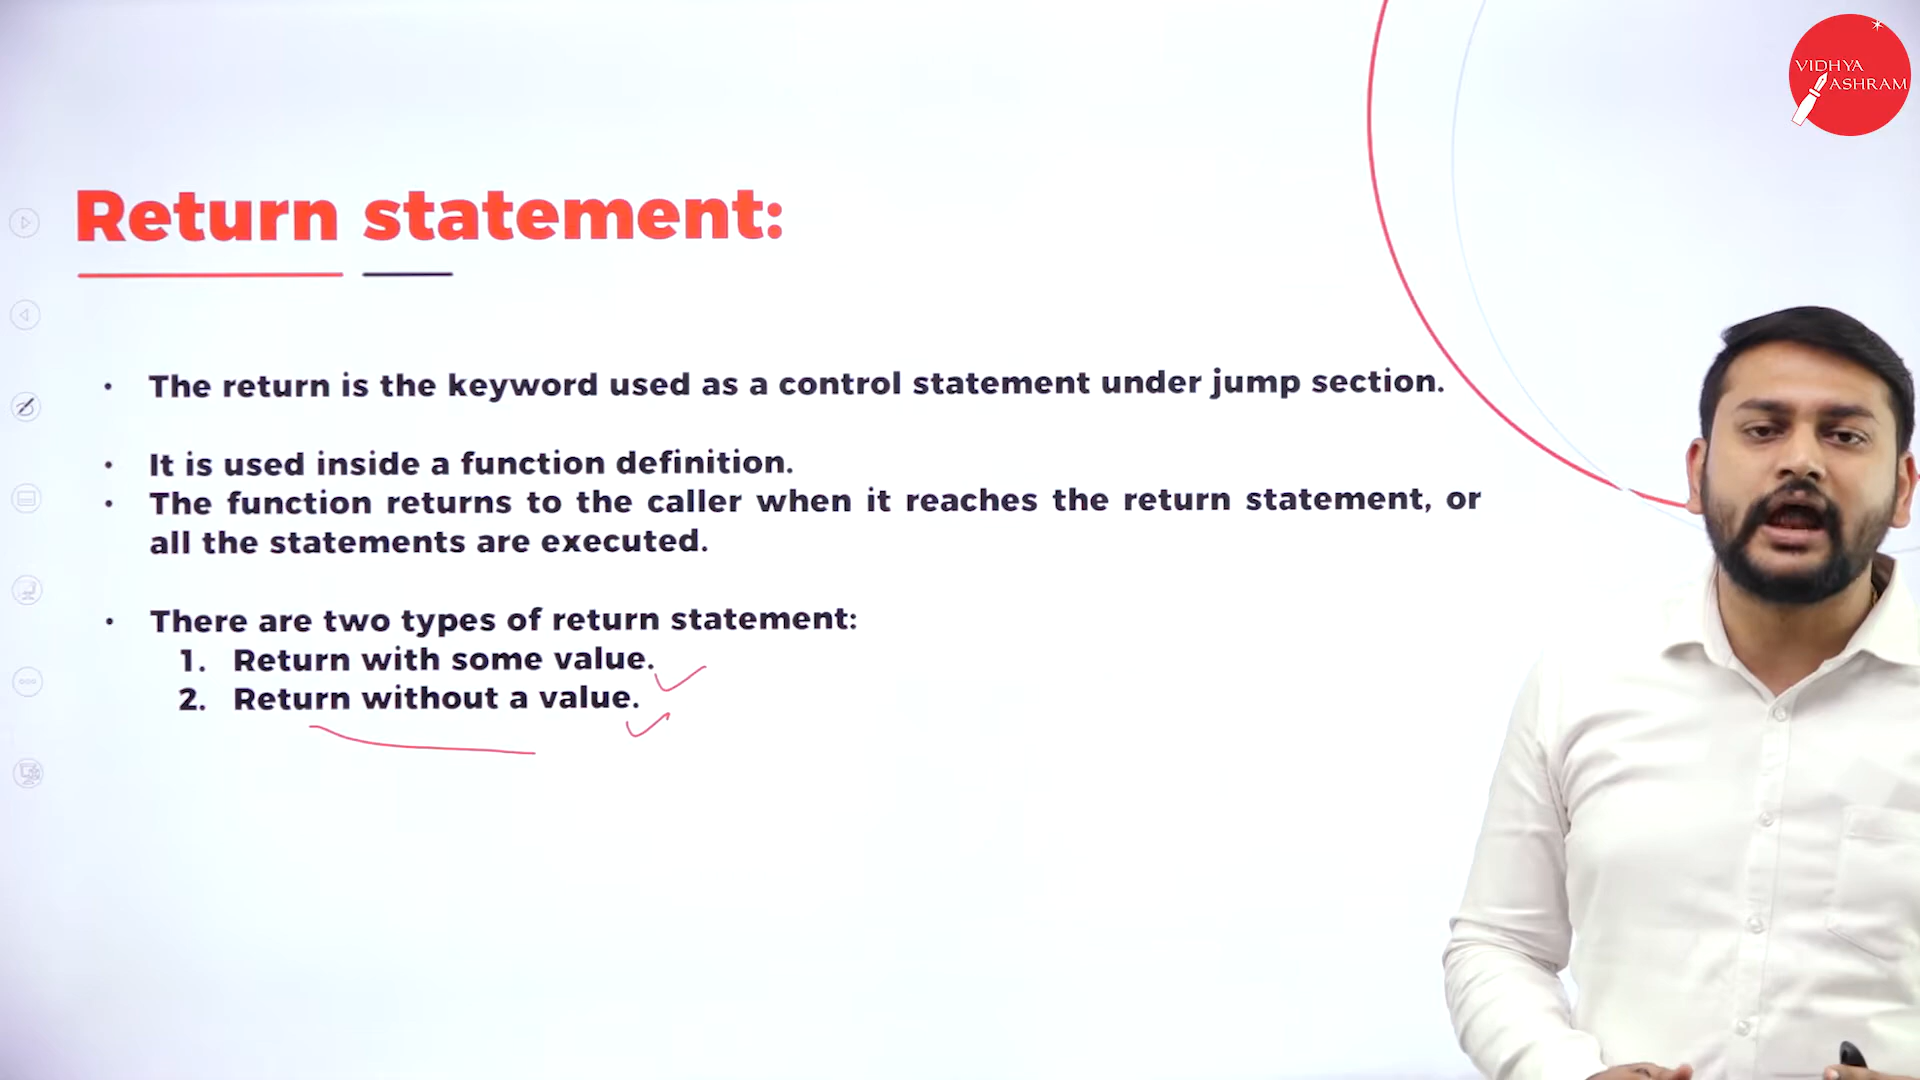 VIDHYA
ASHRAM
Return statement:
• The return is the keyword used as a control statement under jump section.
• It is used inside a function definition.
• The function returns to the caller when it reaches the return statement, or
all the statements are executed.
• There are two types of return statement:
1. Return with some value.
2. Return without a value.